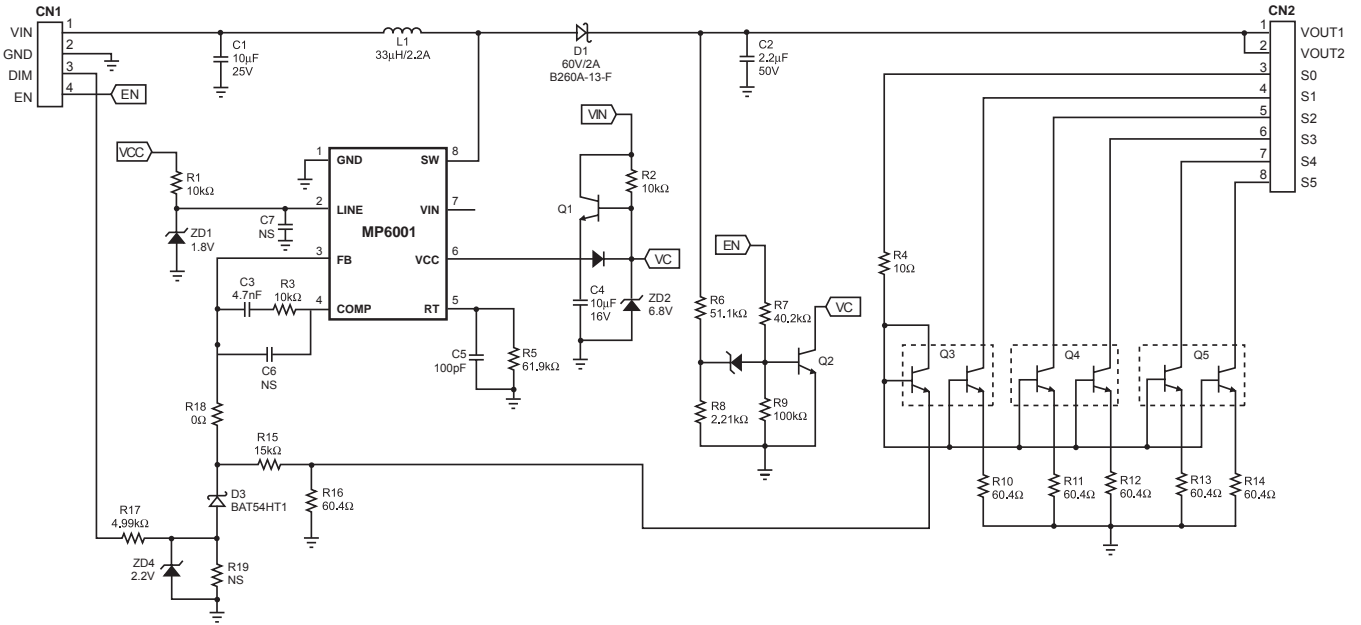 CN1
VIN
GND
DIM
EN
1
2
3
4
EN
C1
10μF
25V
L1
33μH/2.2A
D1
60V/2A
B260A-13-F
C2
2.2μF
50V
CN2
1
2
3
4
5
6
7
8
VOUT1
VOUT2
S0
S1
S2
S3
S4
S5
VCC
R1
10kΩ
ZD1
1.8V
C7
NS
1
2
3
4
GND
LINE
FB
COMP
MP6001
SW
VIN
VCC
RT
8
7
6
5
VIN
R2
10kΩ
Q1
VC
C4
10μF
16V
ZD2
6.8V
C3
4.7nF
R3
10kΩ
C6
NS
C5
100pF
R5
61.9kΩ
R6
51.1kΩ
EN
R7
40.2kΩ
VC
Q2
R8
2.21kΩ
R9
100kΩ
R4
10Ω
Q3
Q4
Q5
R18
0Ω
R15
15kΩ
R16
60.4Ω
D3
BAT54HT1
R17
4.99kΩ
ZD4
2.2V
R19
NS
R10
60.4Ω
R11
60.4Ω
R12
60.4Ω
R13
60.4Ω
R14
60.4Ω